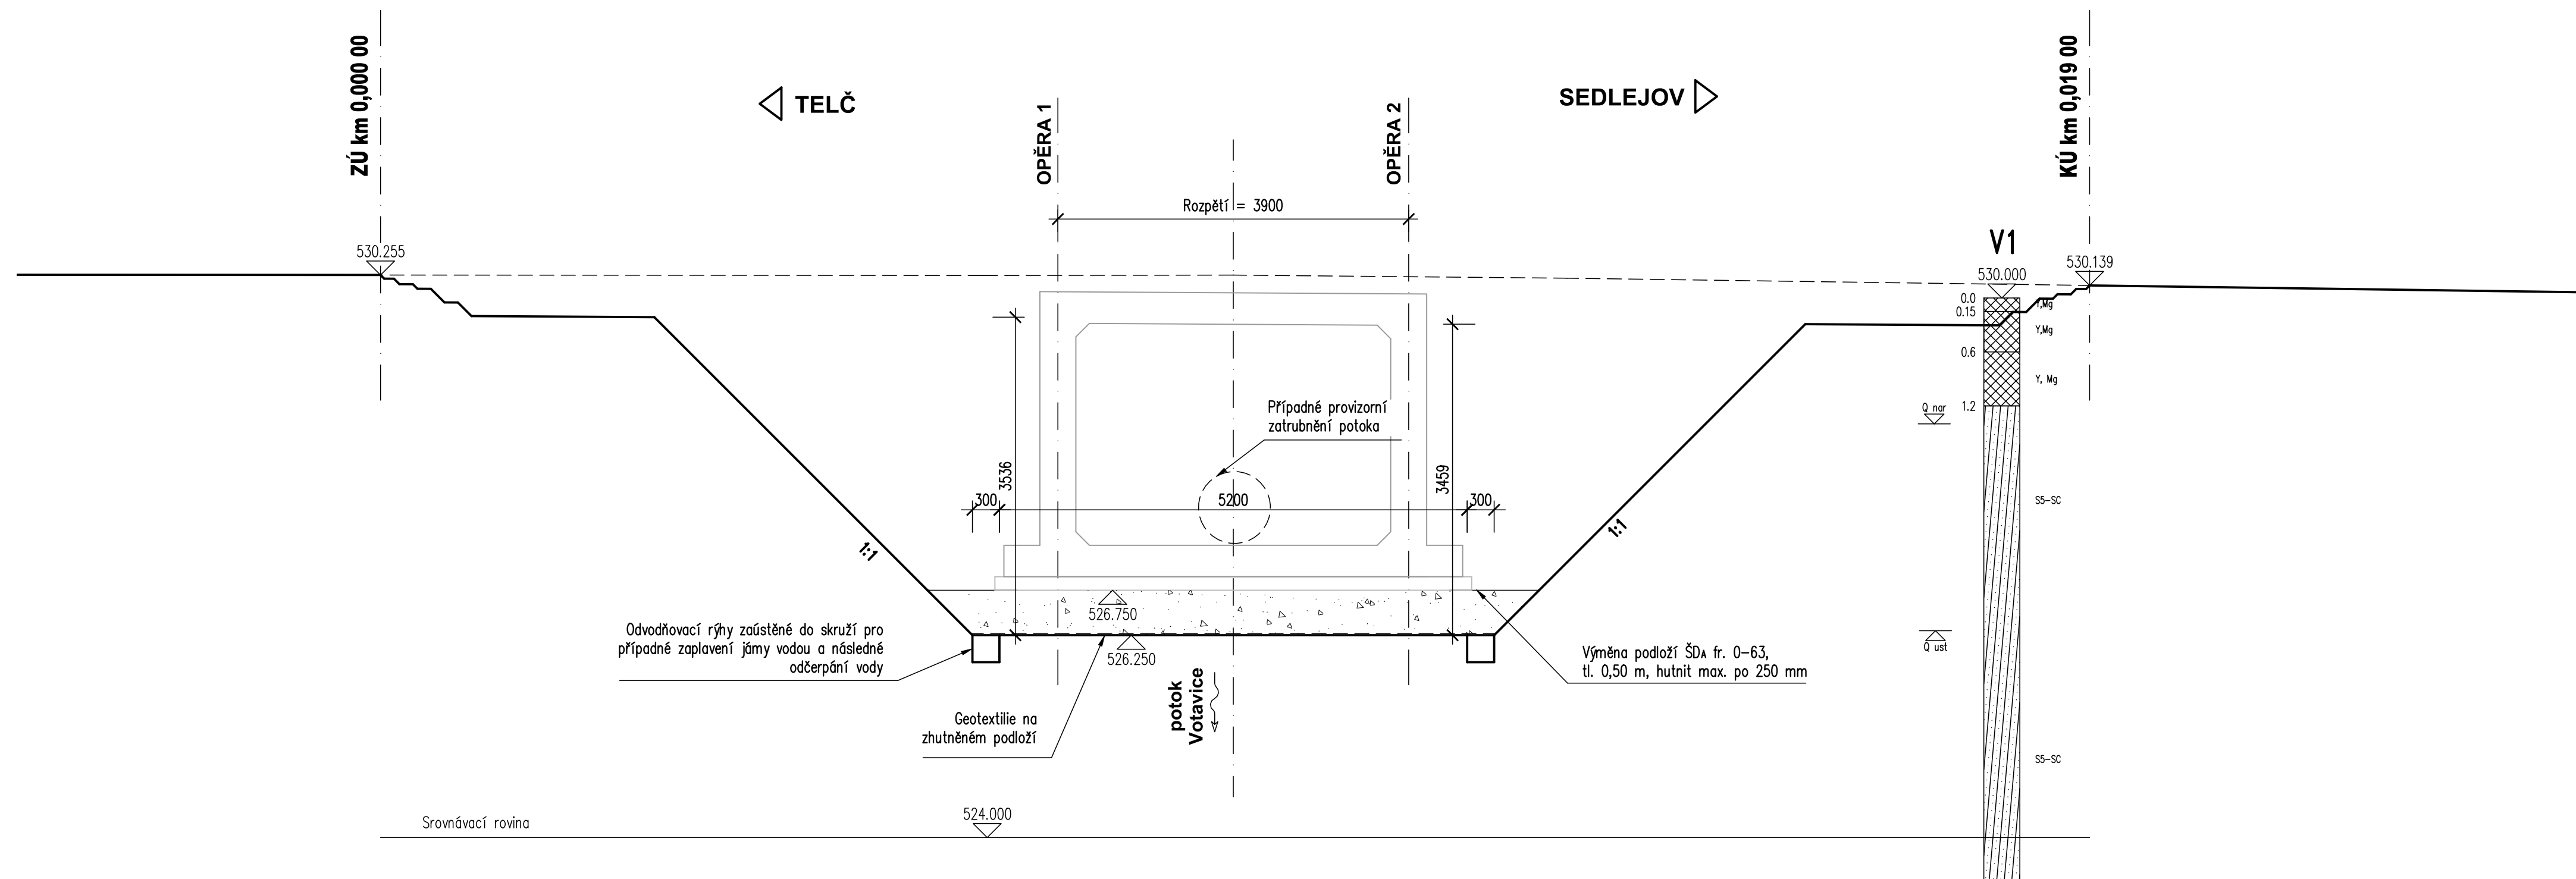 ZÚ km 0,000 00
TELČ
OPĚRA 1
OPĚRA 2
SEDLEJOV
KÚ km 0,019 00
Rozpětí = 3900
530.255
V1
530.000
530.139
0.0
Y,Mg
0.15
Y,Mg
0.6
Y, Mg
1.2
Q nar
Případné provizorní
zatrubnění potoka
3536
3459
300
5200
300
S5-SC
1:1
1:1
526.750
526.250
Odvodňovací rýhy zaústěné do skruží pro
případné zaplavení jámy vodou a následné
odčerpání vody
Výměna podloží ŠDA fr. 0-63,
tl. 0,50 m, hutnit max. po 250 mm
Q ust
potok
Votavice
Geotextilie na
zhutněném podloží
S5-SC
Srovnávací rovina
524.000